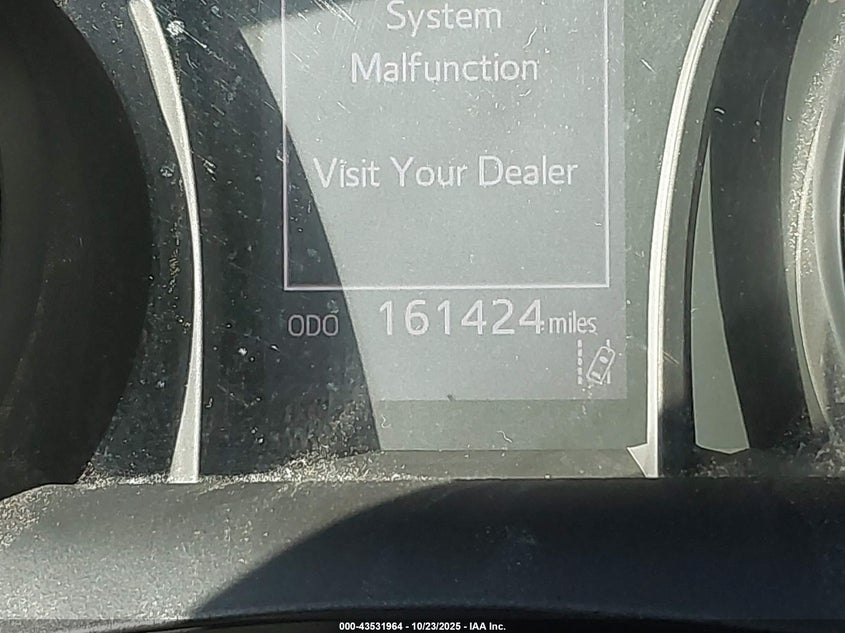 System
Malfunction
Visit Your Dealer
ODO 161424 miles
000-43531964 - 10/23/2025 - IAA Inc.